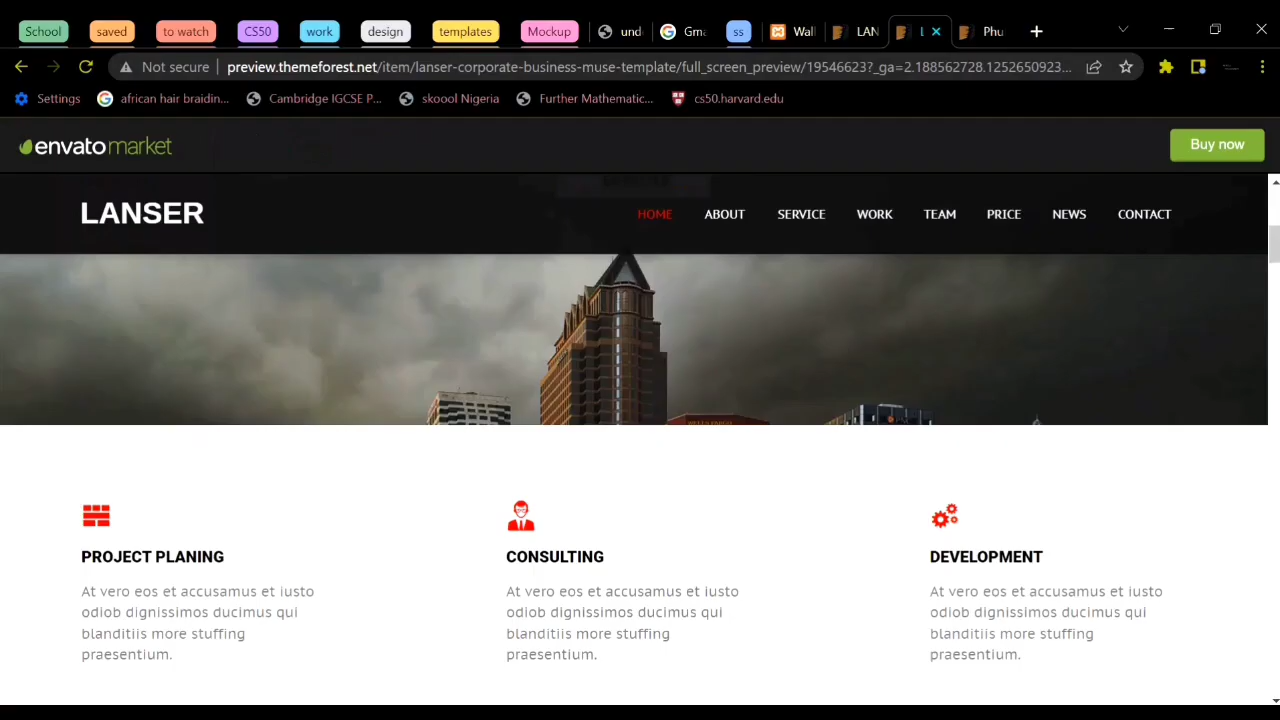 School saved to watch CS50 work design templates Mockup und Gma ss Wall LAN L Phu
Not secure preview.themeforest.net/item/lanser-corporate-business-muse-template/full_screen_preview/19546623?_ga=2.188562728.1252650923...
Settings african hair braidin... Cambridge IGCSE P... skoool Nigeria Further Mathematic... cs50.harvard.edu
envato market Buy now
LANSER HOME ABOUT SERVICE WORK TEAM PRICE NEWS CONTACT
PROJECT PLANING
At vero eos et accusamus et iusto
odiob dignissimos ducimus qui
blanditiis more stuffing
praesentium.
CONSULTING
At vero eos et accusamus et iusto
odiob dignissimos ducimus qui
blanditiis more stuffing
praesentium.
DEVELOPMENT
At vero eos et accusamus et iusto
odiob dignissimos ducimus qui
blanditiis more stuffing
praesentium.